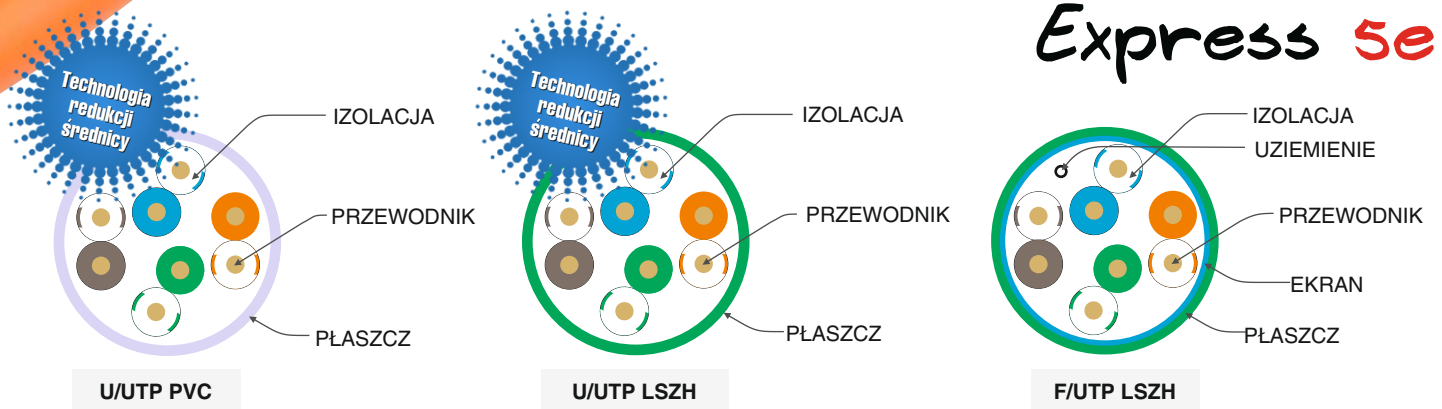 Express 5e
Technologia
redukcji
średnicy
IZOLACJA
PRZEWODNIK
PŁASZCZ
U/UTP PVC
Technologia
redukcji
średnicy
IZOLACJA
PRZEWODNIK
PŁASZCZ
U/UTP LSZH
IZOLACJA
UZIEMIENIE
PRZEWODNIK
EKRAN
PŁASZCZ
F/UTP LSZH